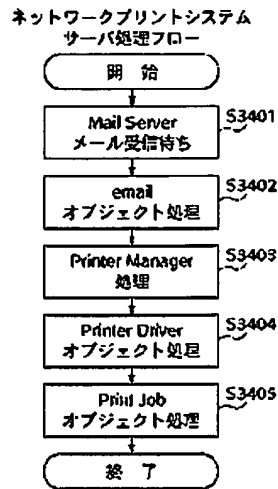 ネットワークプリントシステム
サーバ処理フロー
開始
Mail Server
メール受信待ち
S3401
email
オブジェクト処理
S3402
Printer Manager
処理
S3403
Printer Driver
オブジェクト処理
S3404
Print Job
オブジェクト処理
S3405
終了